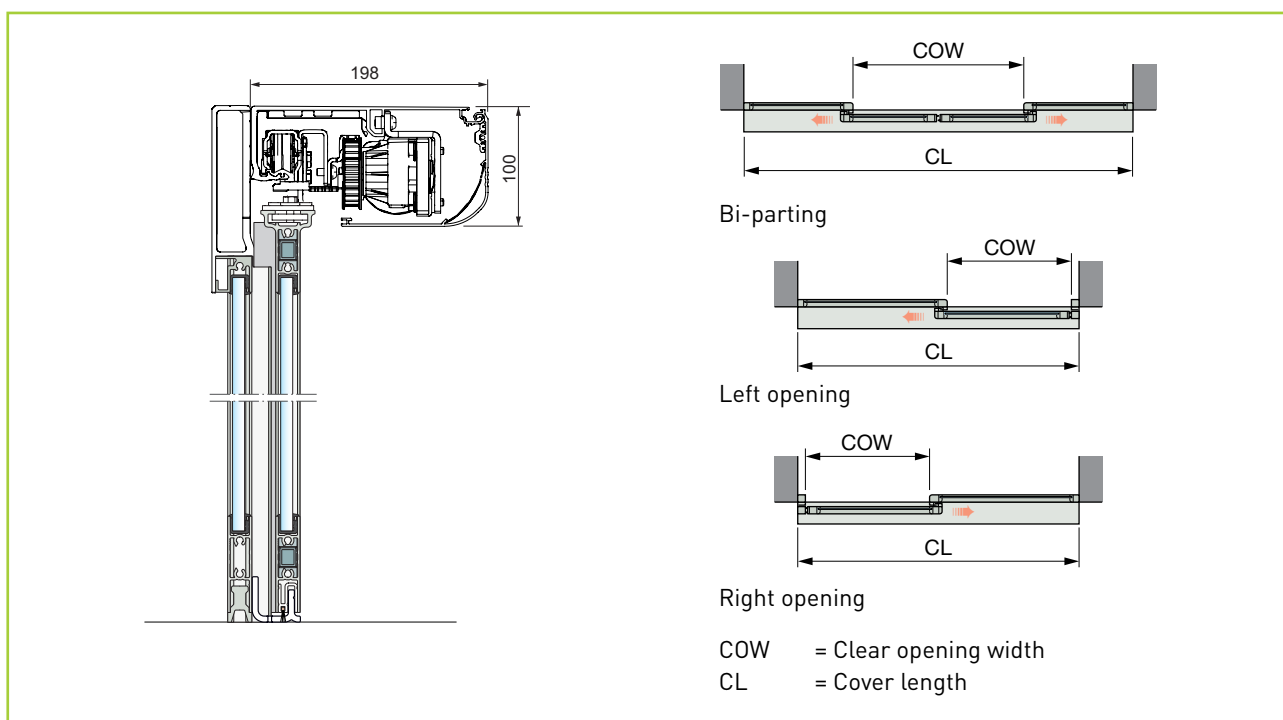 198
100
COW
CL
Bi-parting
COW
CL
Left opening
COW
CL
Right opening
COW = Clear opening width
CL = Cover length